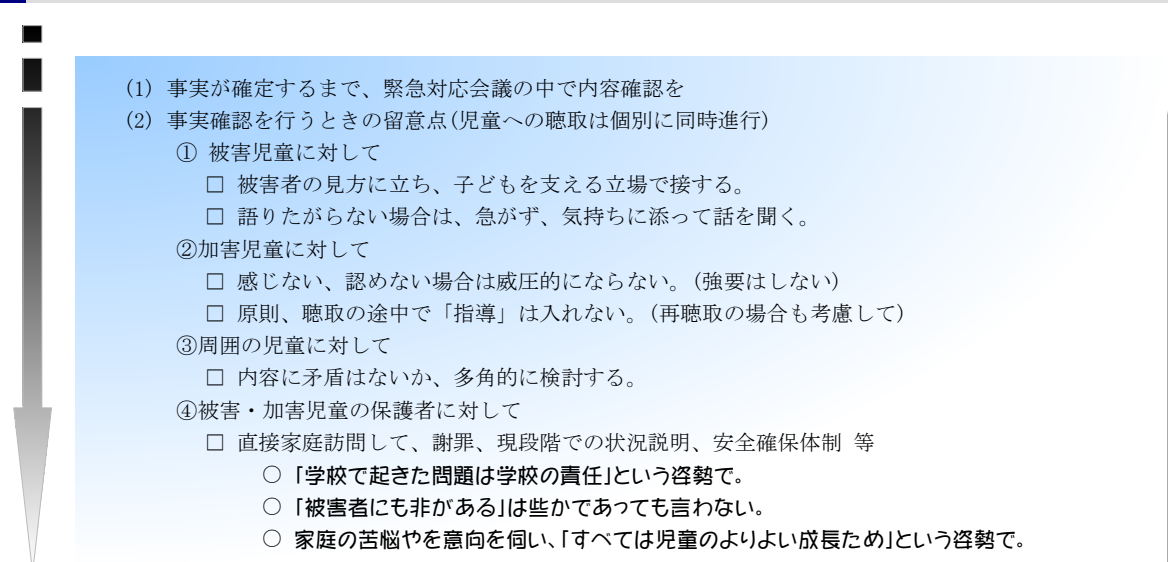 (1) 事実が確定するまで、緊急対応会議の中で内容確認を
(2) 事実確認を行うときの留意点(児童への聴取は個別に同時進行)
① 被害児童に対して
□ 被害者の見方に立ち、子どもを支える立場で接する。
□ 語りたがらない場合は、急がず、気持ちに添って話を聞く。
②加害児童に対して
□ 感じない、認めない場合は威圧的にならない。(強要はしない)
□ 原則、聴取の途中で「指導」は入れない。(再聴取の場合も考慮して)
③周囲の児童に対して
□ 内容に矛盾はないか、多角的に検討する。
④被害・加害児童の保護者に対して
□ 直接家庭訪問して、謝罪、現段階での状況説明、安全確保体制 等
○「学校で起きた問題は学校の責任」という姿勢で。
○「被害者にも非がある」は些かであっても言わない。
○ 家庭の苦悩やを意向を伺い、「すべては児童のよりよい成長ため」という姿勢で。